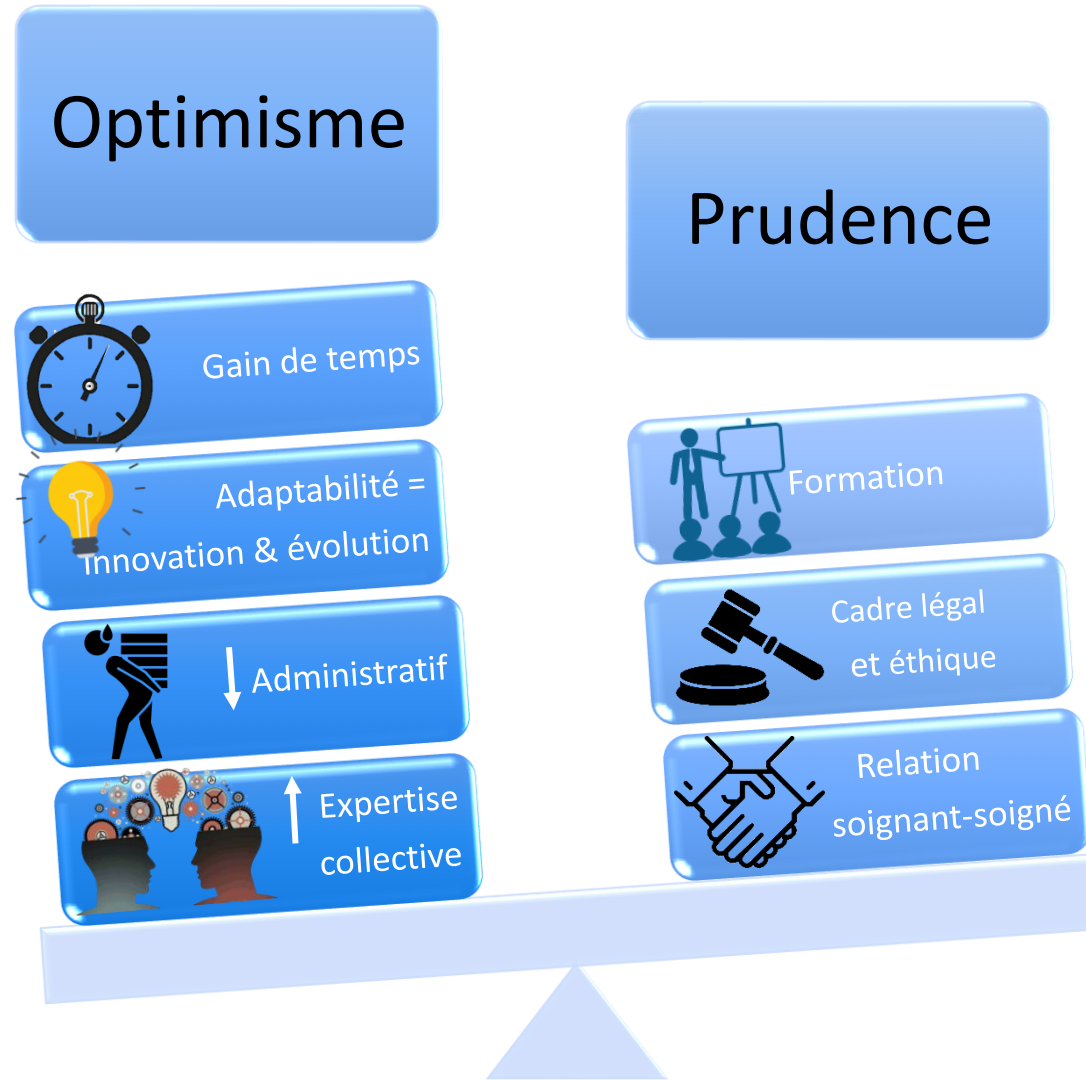 Optimisme
Gain de temps
Adaptabilité =
innovation & évolution
Administratif
Expertise
collective
Prudence
Formation
Cadre légal
et éthique
Relation
soignant-soigné